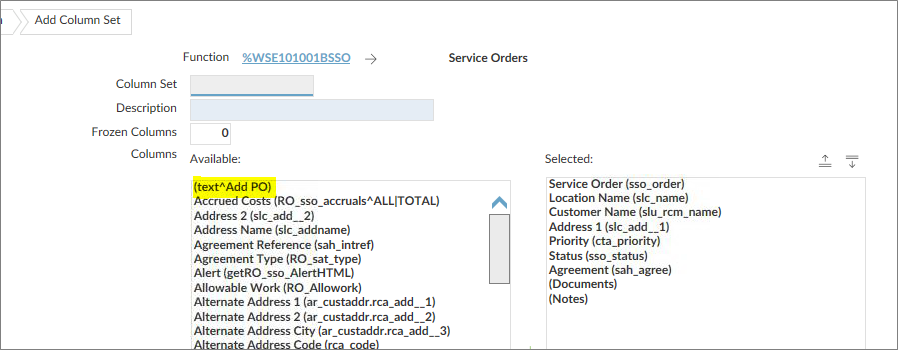 Add Column Set
Function %WSE101001BSSO Service Orders
Column Set
Description
Frozen Columns 0
Columns Available: Selected:
(text^Add PO)
Accrued Costs (RO_sso_accruals^ALL|TOTAL)
Address 2 (slc_add__2)
Address Name (slc_addname)
Agreement Reference (sah_intref)
Agreement Type (RO_sat_type)
Alert (getRO_sso_AlertHTML)
Allowable Work (RO_Allowork)
Alternate Address 1 (ar_custaddr.rca_add__1)
Alternate Address 2 (ar_custaddr.rca_add__2)
Alternate Address City (ar_custaddr.rca_add__3)
Alternate Address Code (rca_code)
Service Order (sso_order)
Location Name (slc_name)
Customer Name (slu_rcm_name)
Address 1 (slc_add__1)
Priority (cta_priority)
Status (sso_status)
Agreement (sah_agree)
(Documents)
(Notes)